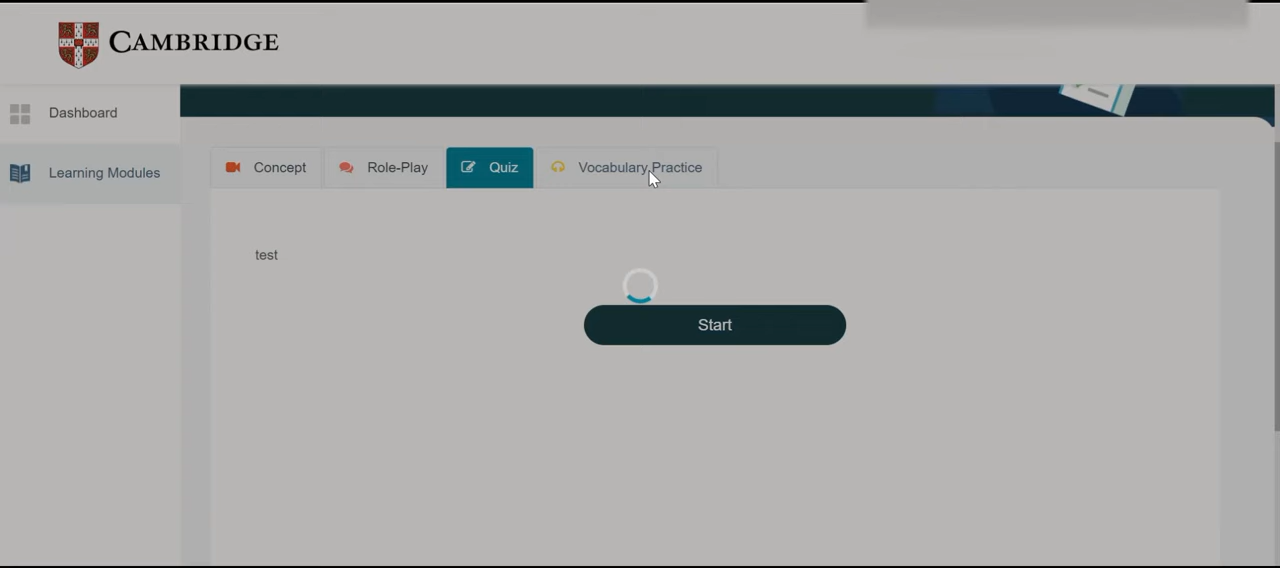 CAMBRIDGE
Dashboard
Learning Modules
Concept
Role-Play
Quiz
Vocabulary Practice
test
Start